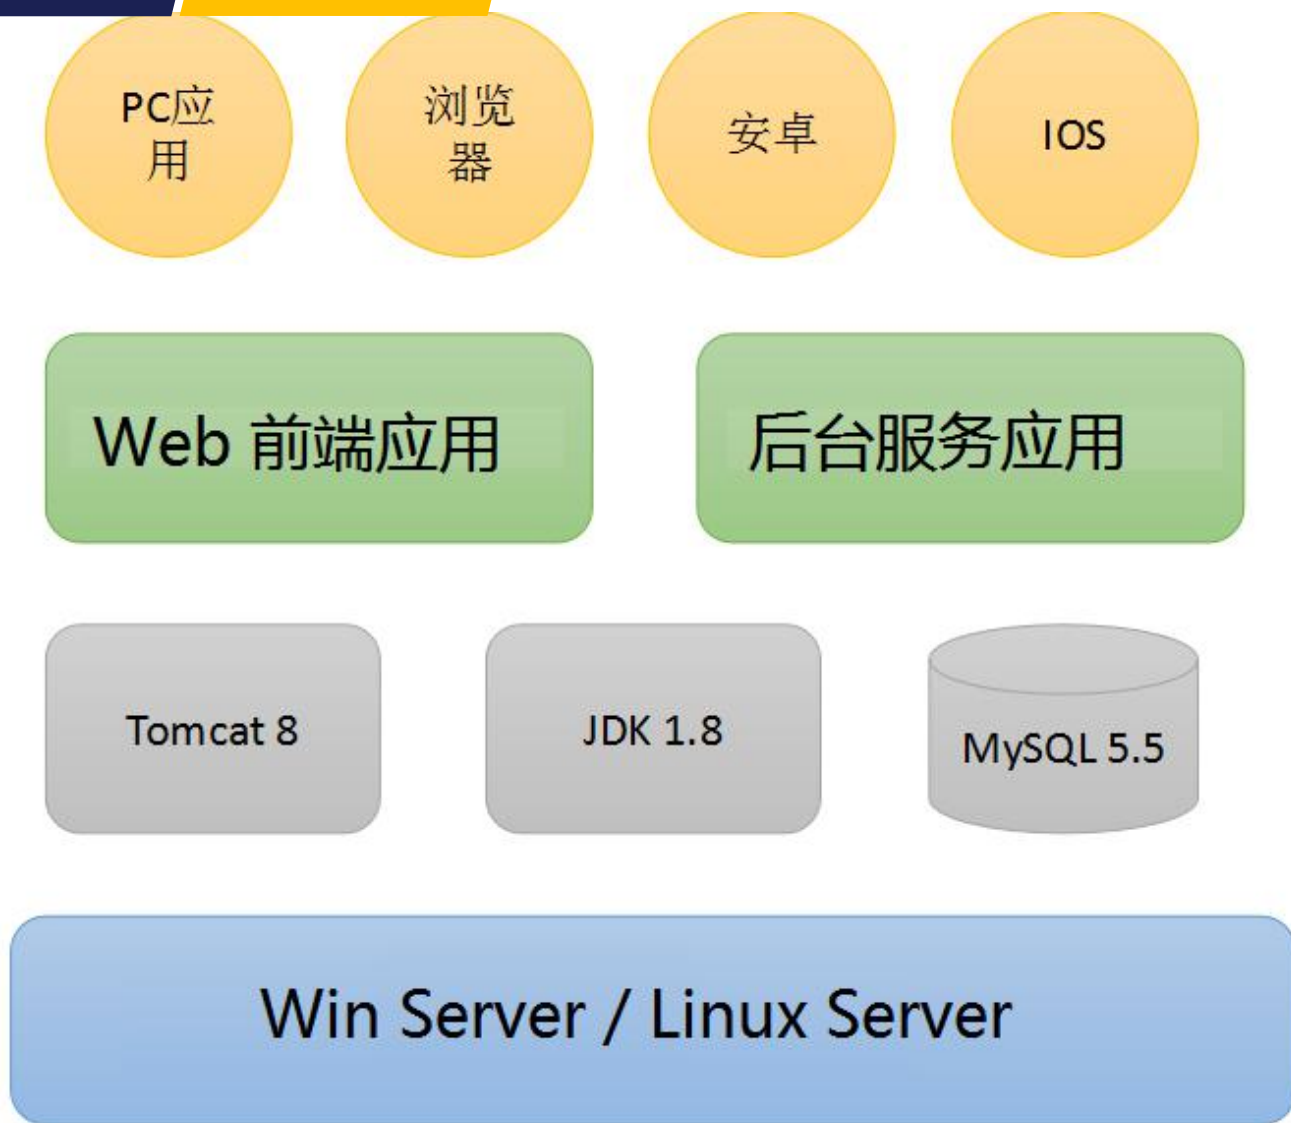 PC应
用
浏览
器
安卓
IOS
Web 前端应用
后台服务应用
Tomcat 8
JDK 1.8
MySQL 5.5
Win Server / Linux Server